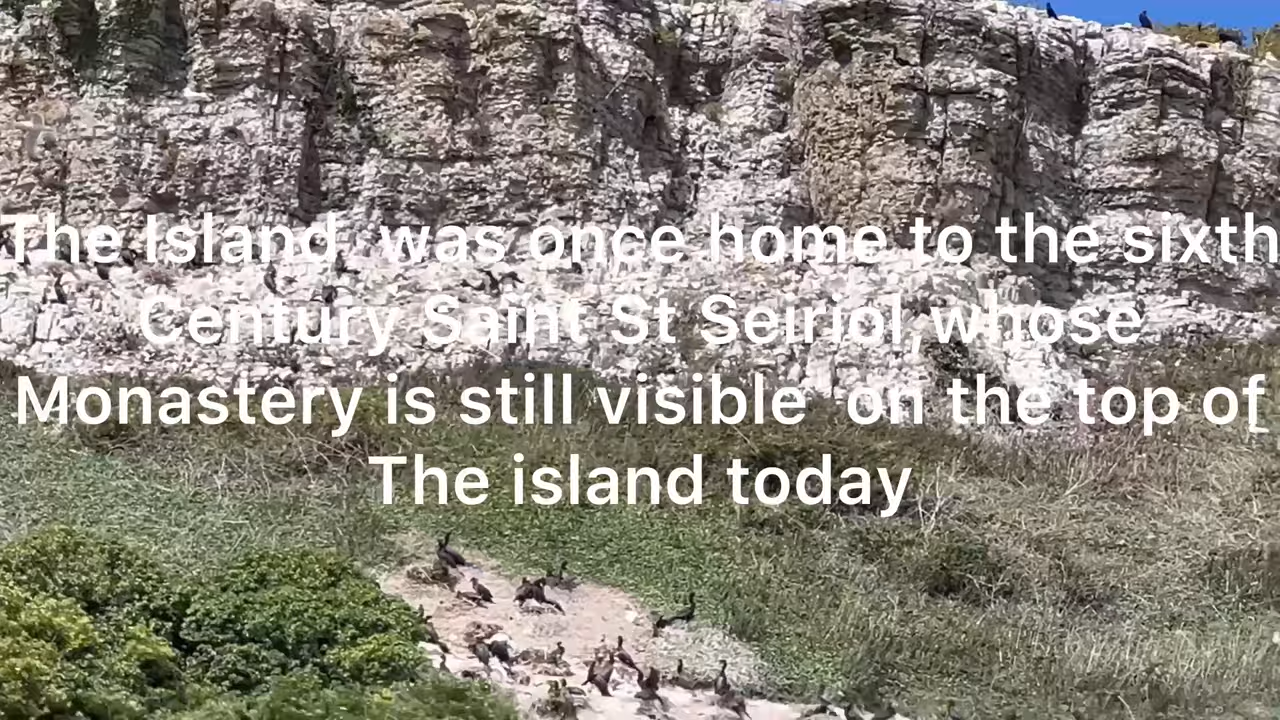 The Island was once home to the sixth
Century Saint St Seiriol,whose
Monastery is still visible on the top of
The island today